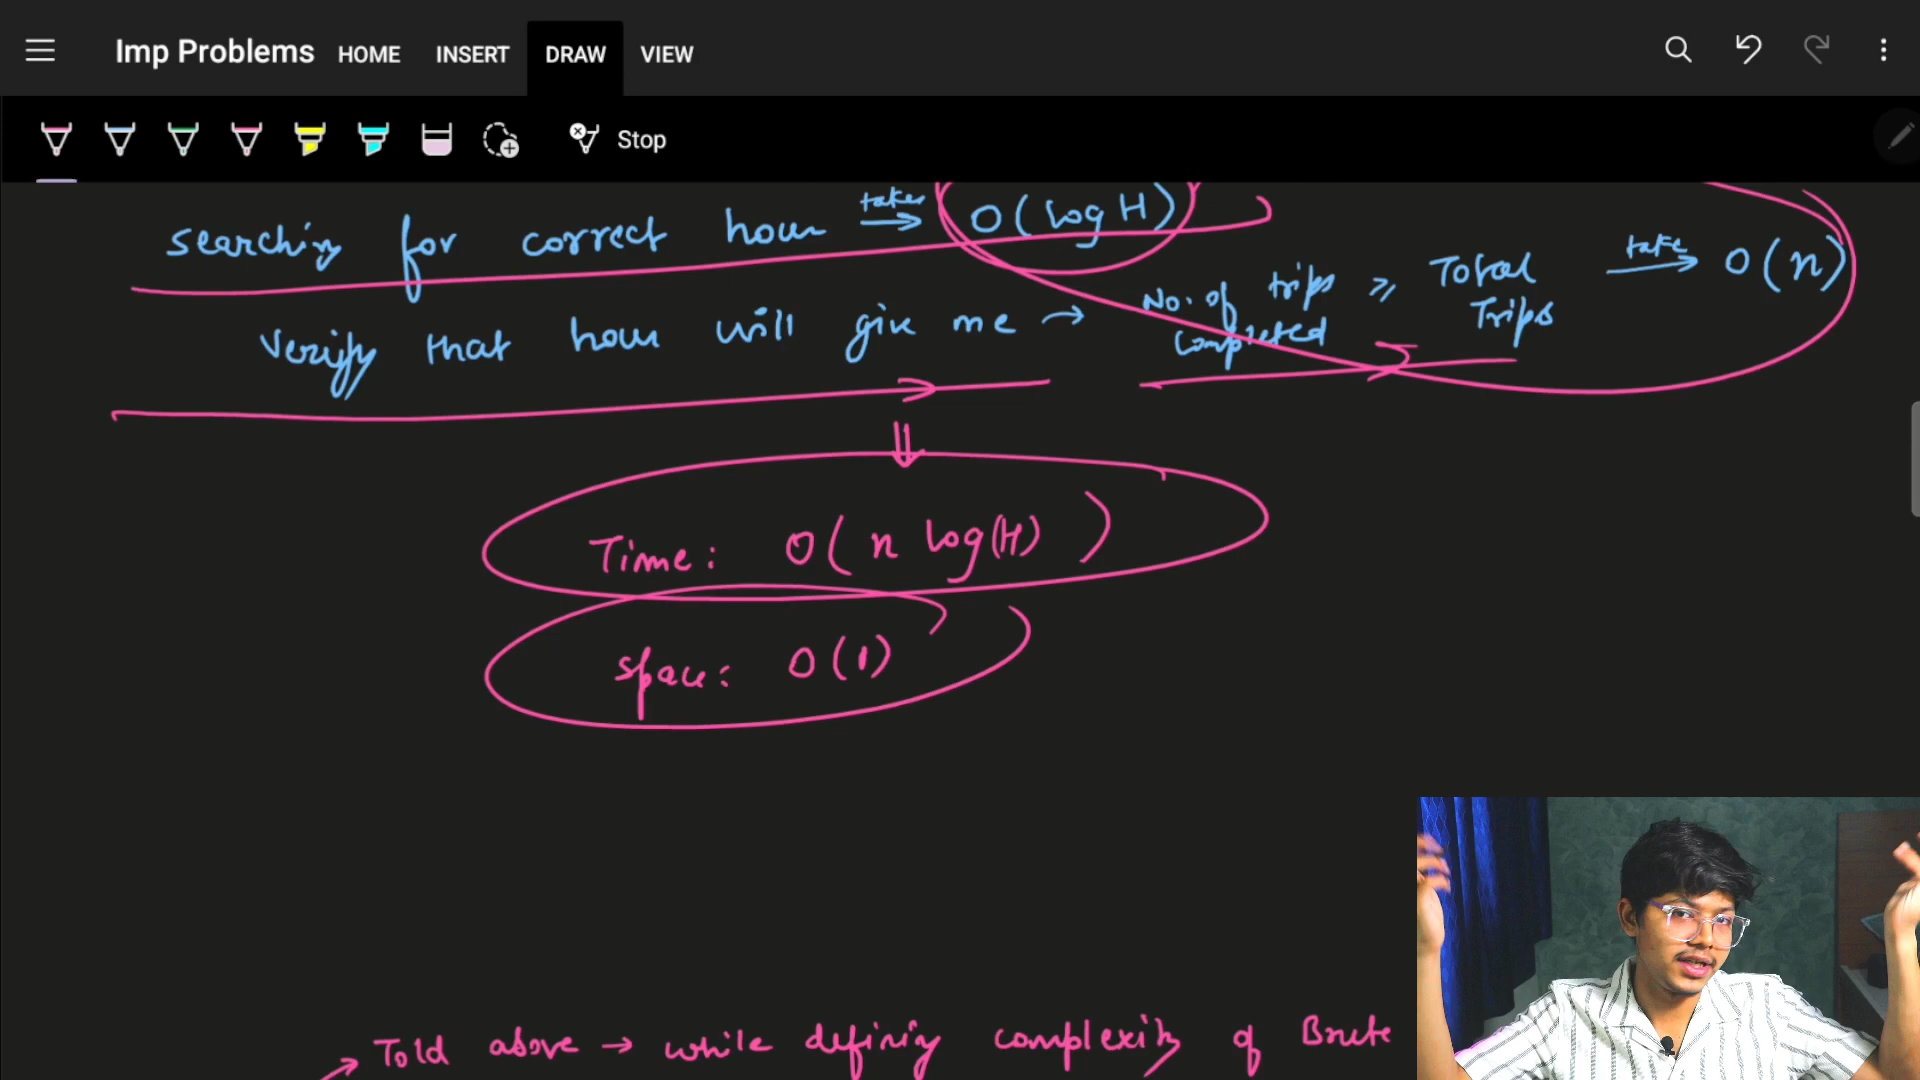 Imp Problems HOME INSERT DRAW VIEW
Stop
searching for correct hour takes O(log H)
Verify that hour will give me → No. of trips completed ≥ Total Trips take O(n)
Time: O(n log(H))
space: O(1)
Told above → while defining complexity of Brute